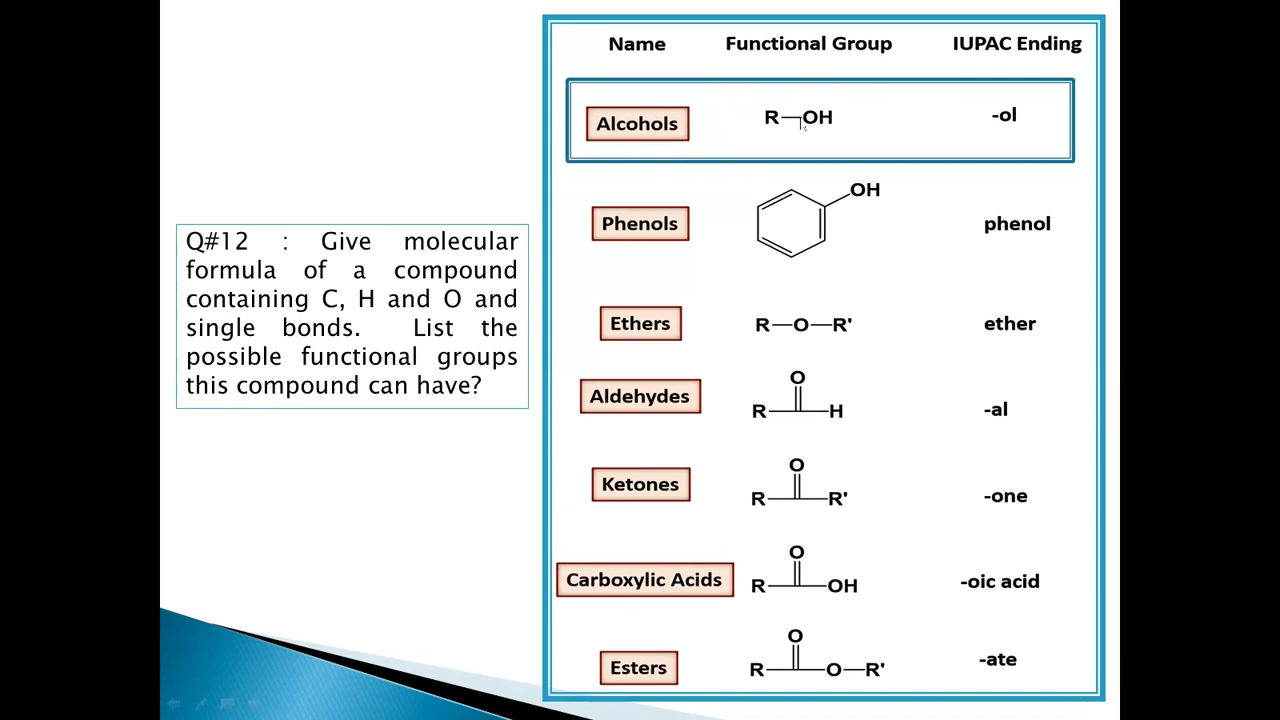 Q#12 : Give molecular
formula of a compound
containing C, H and O and
single bonds. List the
possible functional groups
this compound can have?
Name Functional Group IUPAC Ending
Alcohols R OH -ol
OH
Phenols phenol
Ethers R O R' ether
O
Aldehydes R H -al
O
Ketones R R' -one
O
Carboxylic Acids R OH -oic acid
O
Esters R O R' -ate